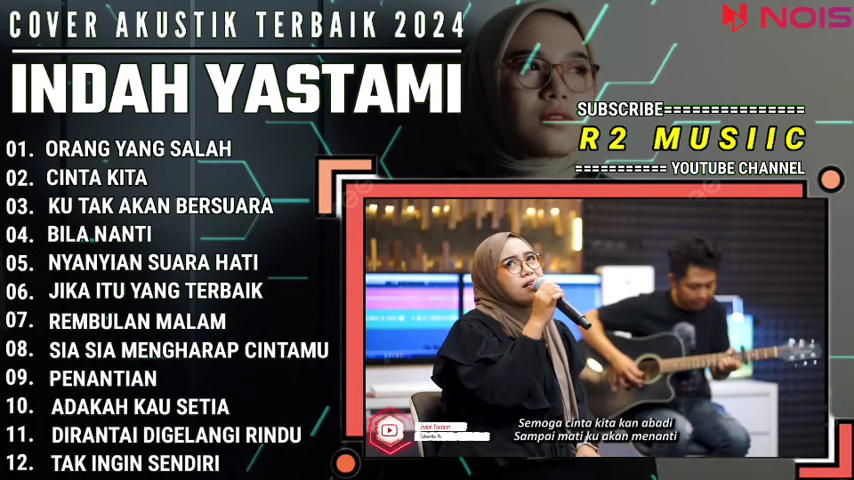 COVER AKUSTIK TERBAIK 2024
INDAH YASTAMI
NOIS
SUBSCRIBE===============
R2 MUSIIC
=========== YOUTUBE CHANNEL
01. ORANG YANG SALAH
02. CINTA KITA
03. KU TAK AKAN BERSUARA
04. BILA NANTI
05. NYANYIAN SUARA HATI
06. JIKA ITU YANG TERBAIK
07. REMBULAN MALAM
08. SIA SIA MENGHARAP CINTAMU
09. PENANTIAN
10. ADAKAH KAU SETIA
11. DIRANTAI DIGELANGI RINDU
12. TAK INGIN SENDIRI
Indah Yastami
Semoga cinta kita kan abadi
Sampai mati ku akan menanti